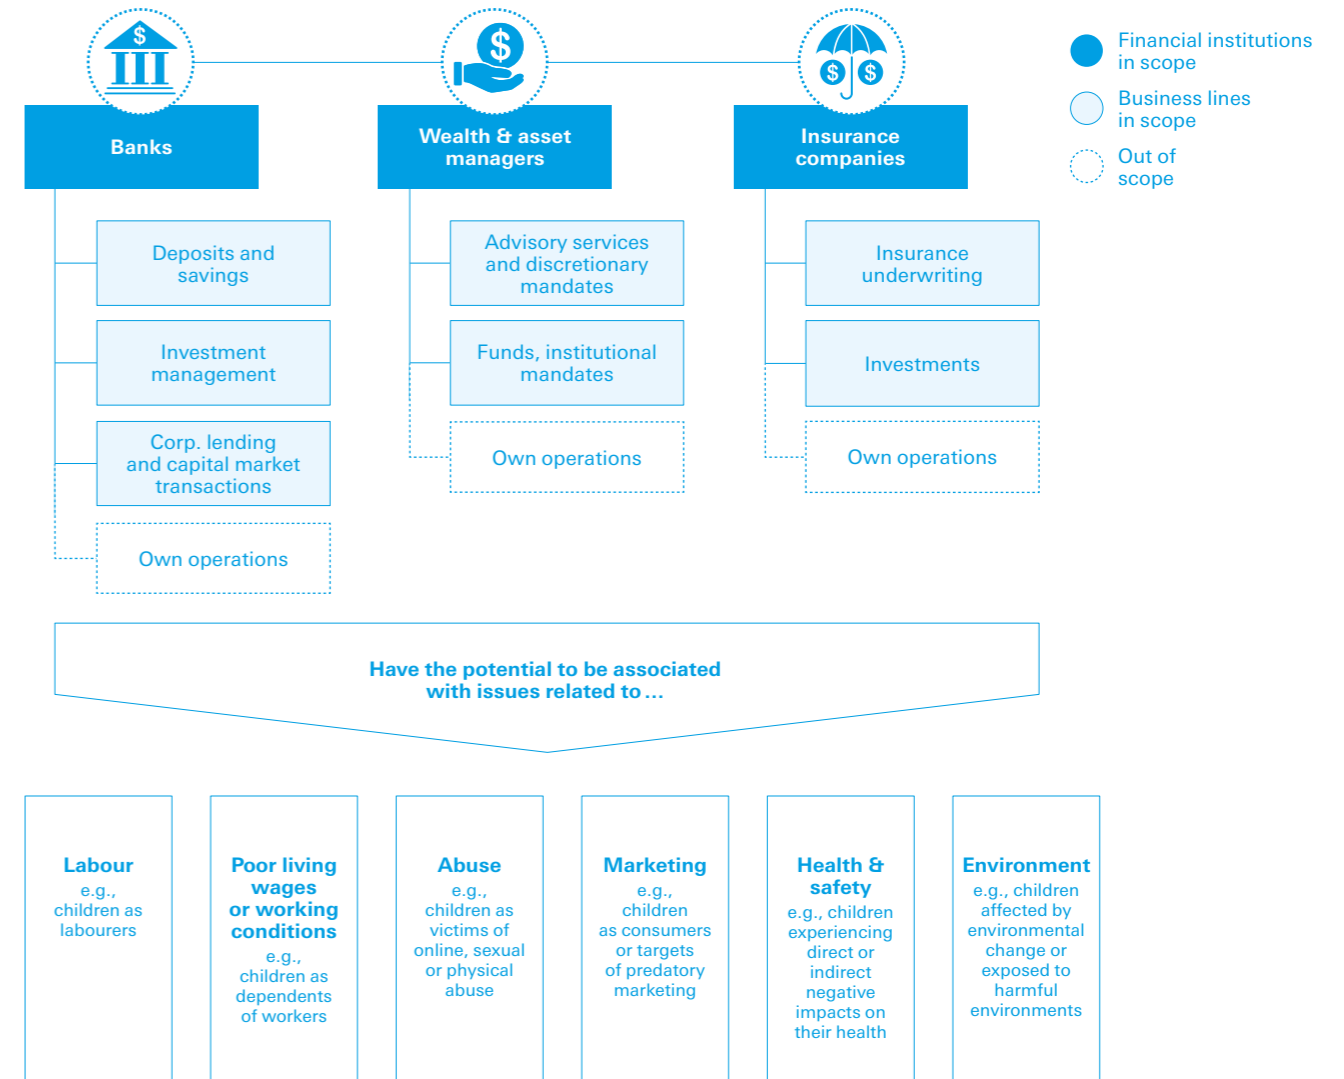 $
$
$ $
Financial institutions
in scope
Business lines
in scope
Out of
scope
Banks
Wealth & asset
managers
Insurance
companies
Deposits and
savings
Investment
management
Corp. lending
and capital market
transactions
Own operations
Advisory services
and discretionary
mandates
Funds, institutional
mandates
Own operations
Insurance
underwriting
Investments
Own operations
Have the potential to be associated
with issues related to ...
Labour
e.g.,
children as
labourers
Poor living
wages
or working
conditions
e.g.,
children as
dependents
of workers
Abuse
e.g.,
children as
victims of
online, sexual
or physical
abuse
Marketing
e.g.,
children
as consumers
or targets
of predatory
marketing
Health &
safety
e.g., children
experiencing
direct or
indirect
negative
impacts on
their health
Environment
e.g., children
affected by
environmental
change or
exposed to
harmful
environments